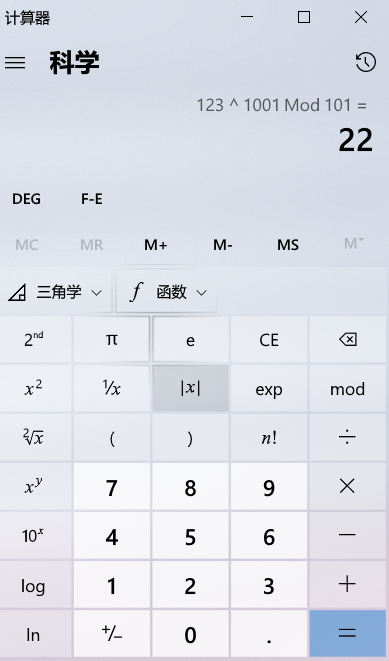 计算器
科学
123 ^ 1001 Mod 101 =
22
DEG F-E
MC MR M+ M- MS M˅
三角学 f 函数
2ⁿᵈ π e CE
x² ¹/x |x| exp mod
²√x ( ) n! ÷
xʸ 7 8 9 ×
10ˣ 4 5 6 −
log 1 2 3 +
ln +/− 0 . =